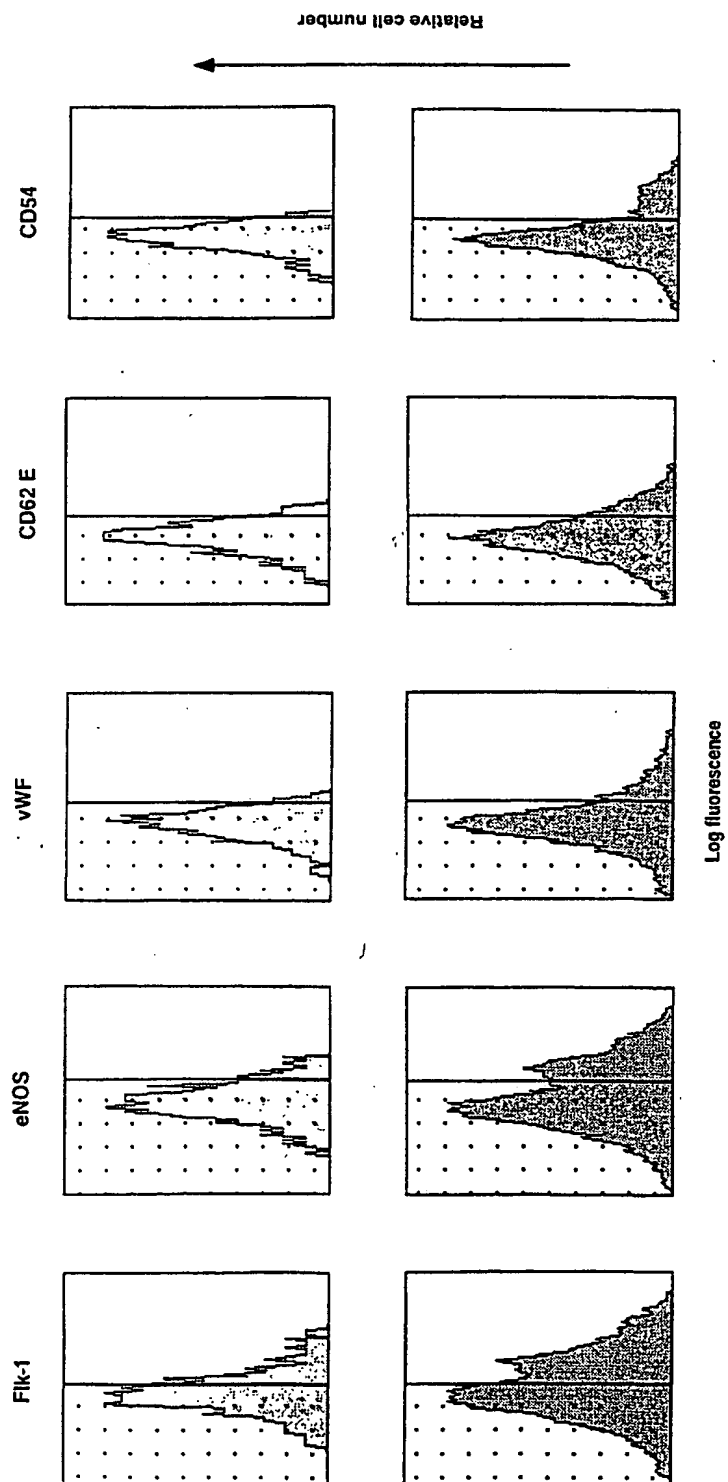 Relative cell number
CD54
CD62 E
vWF
eNOS
Flk-1
Log fluorescence